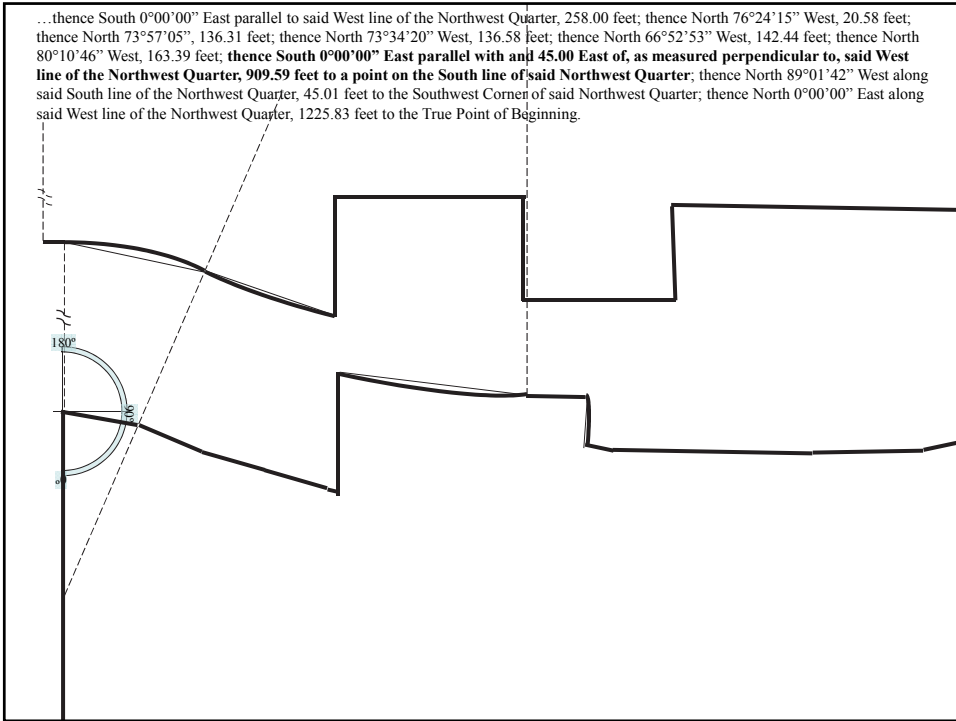 …thence South 0°00’00” East parallel to said West line of the Northwest Quarter, 258.00 feet; thence North 76°24’15” West, 20.58 feet;
thence North 73°57’05”, 136.31 feet; thence North 73°34’20” West, 136.58 feet; thence North 66°52’53” West, 142.44 feet; thence North
80°10’46” West, 163.39 feet; thence South 0°00’00” East parallel with and 45.00 East of, as measured perpendicular to, said West
line of the Northwest Quarter, 909.59 feet to a point on the South line of said Northwest Quarter; thence North 89°01’42” West along
said South line of the Northwest Quarter, 45.01 feet to the Southwest Corner of said Northwest Quarter; thence North 0°00’00” East along
said West line of the Northwest Quarter, 1225.83 feet to the True Point of Beginning.
180°
90°
0°